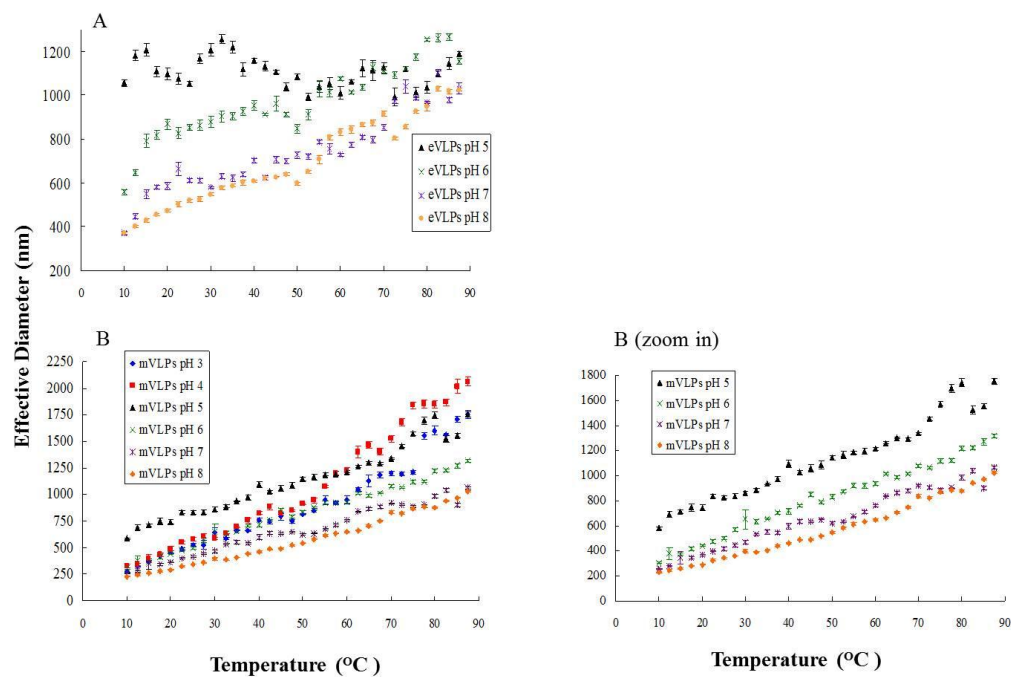 A
1200
1000
800
600
400
200
10 20 30 40 50 60 70 80 90
eVLPs pH 5
eVLPs pH 6
eVLPs pH 7
eVLPs pH 8
Effective Diameter (nm)
B
2250
2000
1750
1500
1250
1000
750
500
250
0
10 20 30 40 50 60 70 80 90
mVLPs pH 3
mVLPs pH 4
mVLPs pH 5
mVLPs pH 6
mVLPs pH 7
mVLPs pH 8
Temperature (ᴼC )
B (zoom in)
1800
1600
1400
1200
1000
800
600
400
200
0
10 20 30 40 50 60 70 80 90
mVLPs pH 5
mVLPs pH 6
mVLPs pH 7
mVLPs pH 8
Temperature (ᴼC )